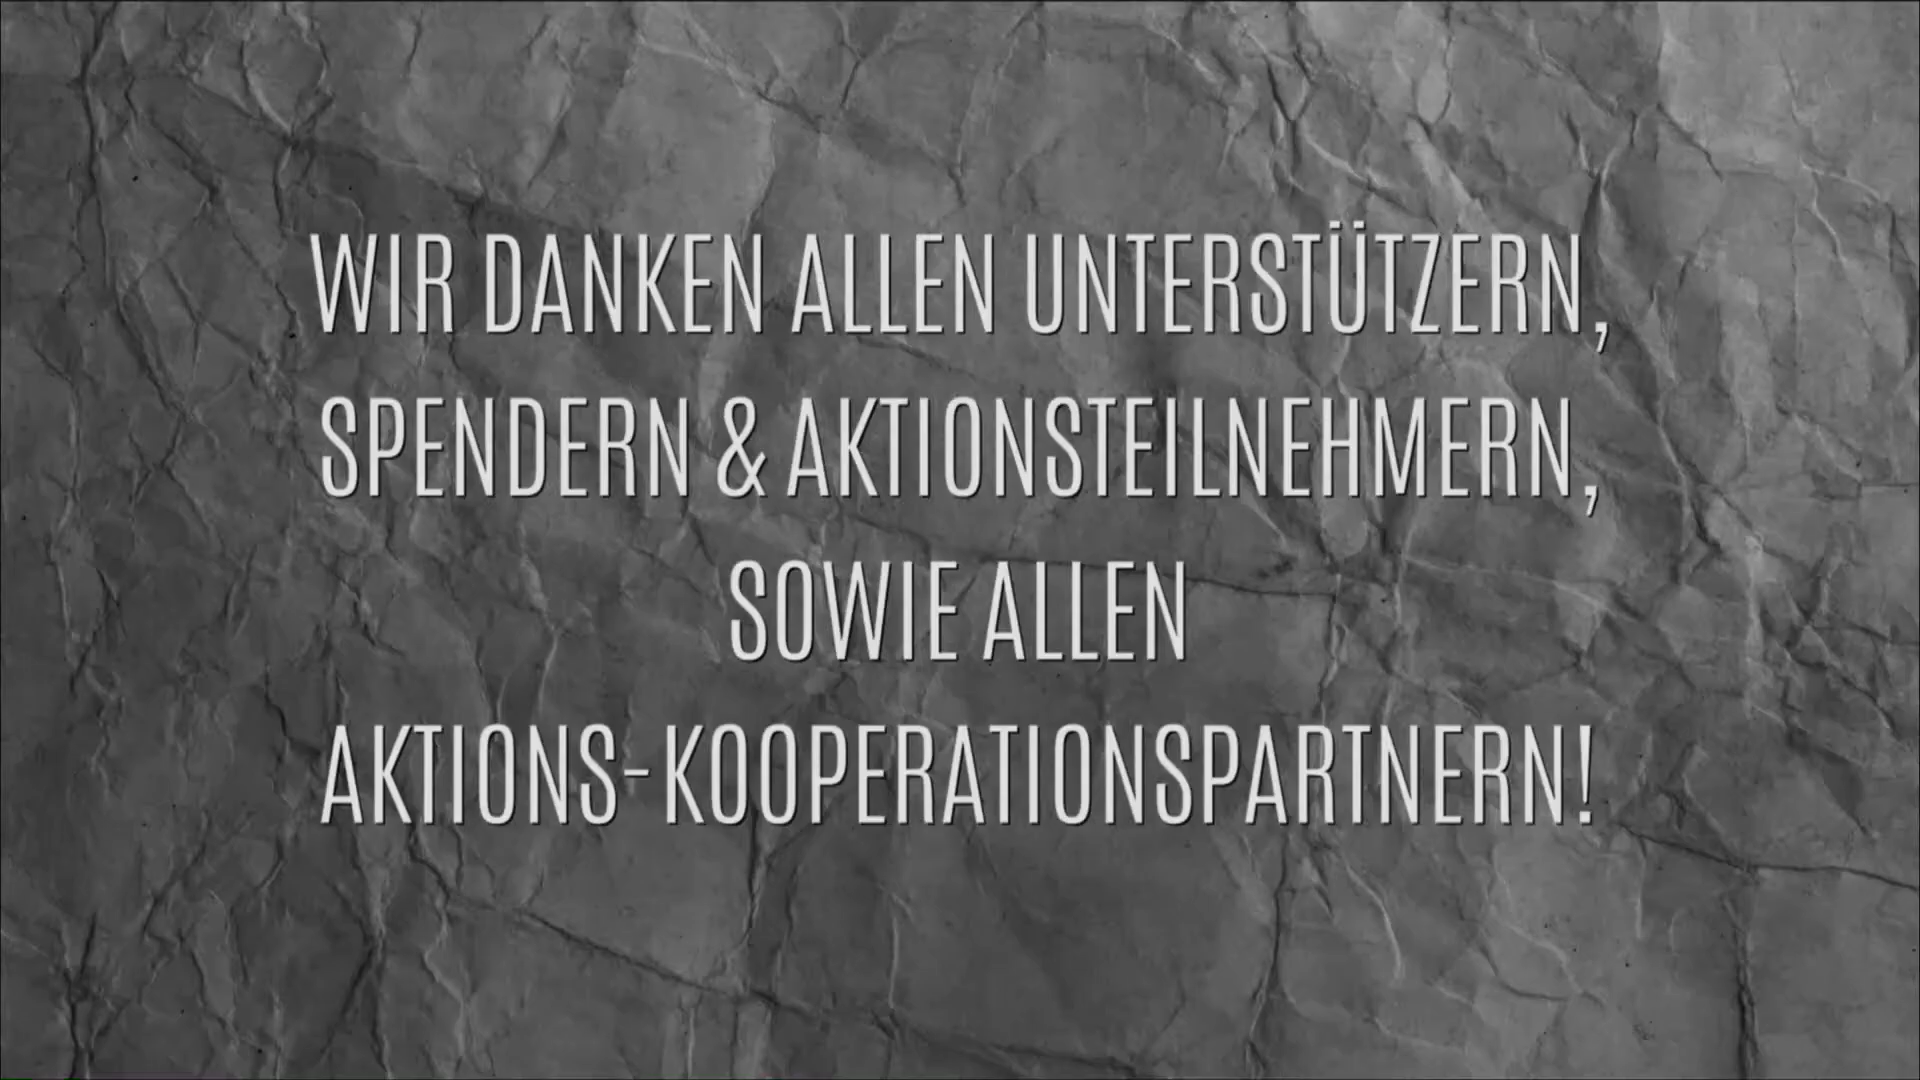 WIR DANKEN ALLEN UNTERSTÜTZERN,
SPENDERN & AKTIONSTEILNEHMERN,
SOWIE ALLEN
AKTIONS-KOOPERATIONSPARTNERN!